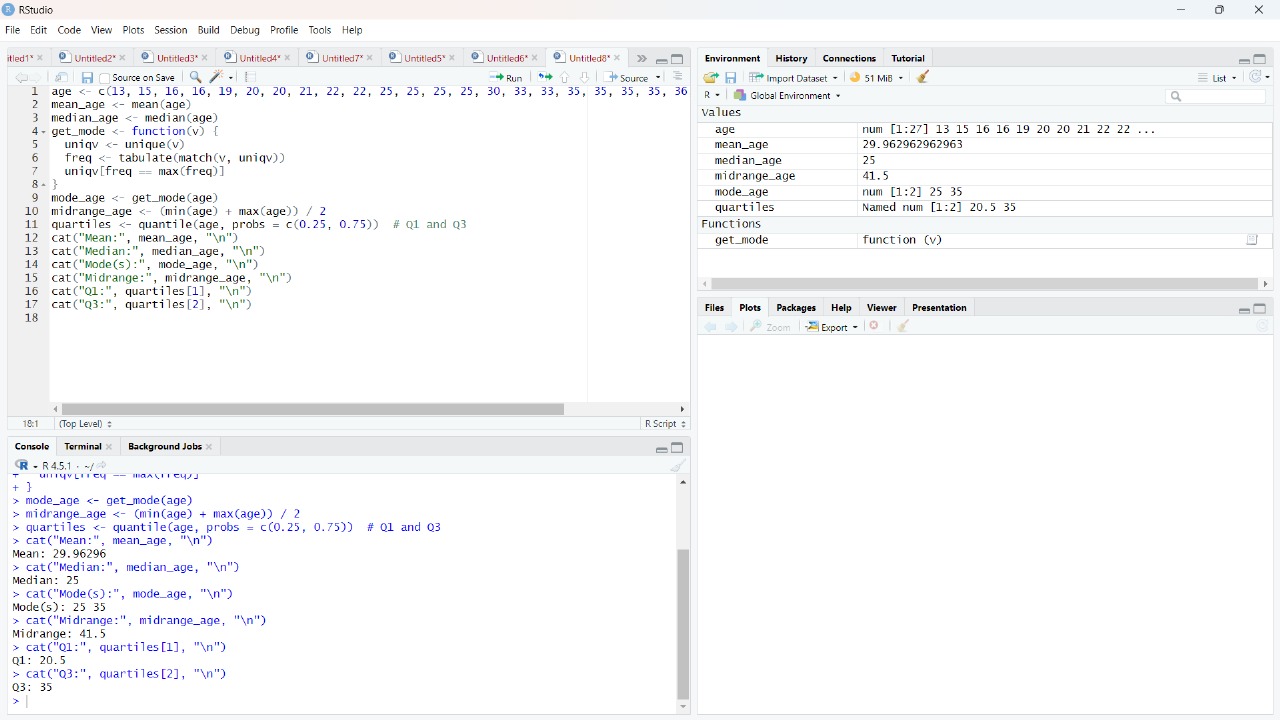 RStudio
File Edit Code View Plots Session Build Debug Profile Tools Help
itled1* Untitled2* Untitled3* Untitled4* Untitled7* Untitled5* Untitled6* Untitled8*
Source on Save Run Source
1 age <- c(13, 15, 16, 16, 19, 20, 20, 21, 22, 22, 25, 25, 25, 25, 30, 33, 33, 35, 35, 35, 35, 36
2 mean_age <- mean(age)
3 median_age <- median(age)
4 get_mode <- function(v) {
5 uniqv <- unique(v)
6 freq <- tabulate(match(v, uniqv))
7 uniqv[freq == max(freq)]
8 }
9 mode_age <- get_mode(age)
10 midrange_age <- (min(age) + max(age)) / 2
11 quartiles <- quantile(age, probs = c(0.25, 0.75)) # Q1 and Q3
12 cat("Mean:", mean_age, "\n")
13 cat("Median:", median_age, "\n")
14 cat("Mode(s):", mode_age, "\n")
15 cat("Midrange:", midrange_age, "\n")
16 cat("Q1:", quartiles[1], "\n")
17 cat("Q3:", quartiles[2], "\n")
18
18:1 (Top Level) R Script
Console Terminal Background Jobs
R 4.5.1 · ~/
+ uniqv[freq == max(freq)]
+ }
> mode_age <- get_mode(age)
> midrange_age <- (min(age) + max(age)) / 2
> quartiles <- quantile(age, probs = c(0.25, 0.75)) # Q1 and Q3
> cat("Mean:", mean_age, "\n")
Mean: 29.96296
> cat("Median:", median_age, "\n")
Median: 25
> cat("Mode(s):", mode_age, "\n")
Mode(s): 25 35
> cat("Midrange:", midrange_age, "\n")
Midrange: 41.5
> cat("Q1:", quartiles[1], "\n")
Q1: 20.5
> cat("Q3:", quartiles[2], "\n")
Q3: 35
>
Environment History Connections Tutorial
Import Dataset 51 MiB List
R Global Environment
Values
age num [1:27] 13 15 16 16 19 20 20 21 22 22 ...
mean_age 29.962962962963
median_age 25
midrange_age 41.5
mode_age num [1:2] 25 35
quartiles Named num [1:2] 20.5 35
Functions
get_mode function (v)
Files Plots Packages Help Viewer Presentation
Zoom Export